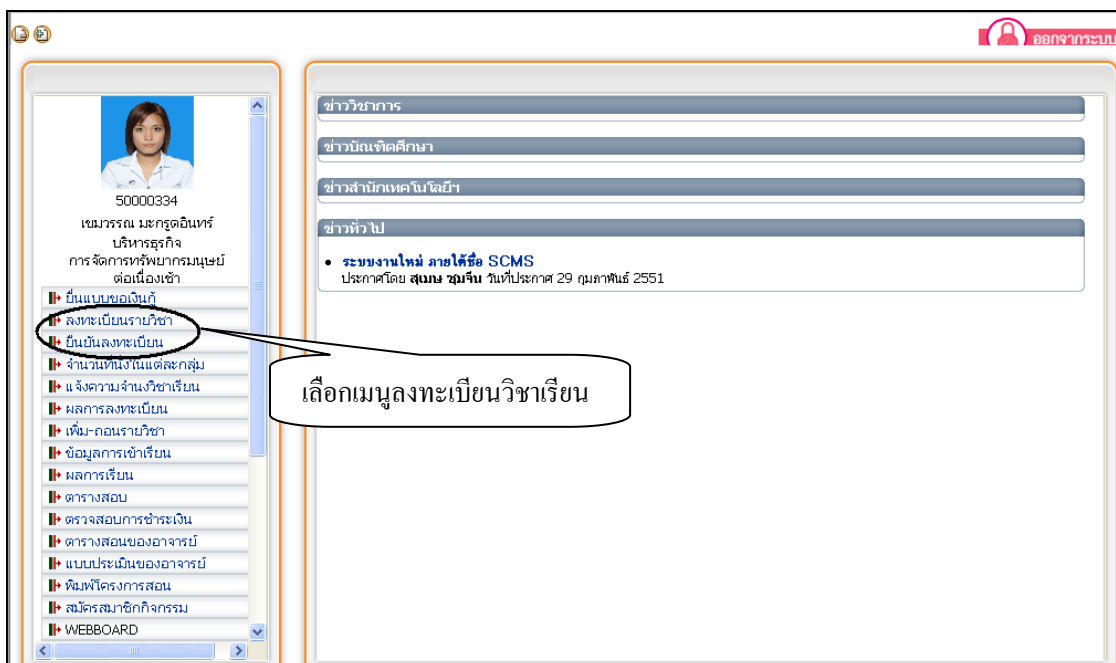 ออกจากระบบ
50000334
เขมวรรณ มะกรูดอินทร์
บริหารธุรกิจ
การจัดการทรัพยากรมนุษย์
ต่อเนื่องเช้า
ยื่นแบบขอเงินกู้
ลงทะเบียนรายวิชา
ยืนยันลงทะเบียน
จำนวนที่นั่งในแต่ละกลุ่ม
แจ้งความจำนงวิชาเรียน
ผลการลงทะเบียน
เพิ่ม-ถอนรายวิชา
ข้อมูลการเข้าเรียน
ผลการเรียน
ตารางสอบ
ตรวจสอบการชำระเงิน
ตารางสอนของอาจารย์
แบบประเมินของอาจารย์
พิมพ์โครงการสอน
สมัครสมาชิกกิจกรรม
WEBBOARD
ข่าววิชาการ
ข่าวบัณฑิตศึกษา
ข่าวสำนักเทคโนโลยีฯ
ข่าวทั่วไป
ระบบงานใหม่ ภายใต้ชื่อ SCMS
ประกาศโดย สุเมษ ชุมจีน วันที่ประกาศ 29 กุมภาพันธ์ 2551
เลือกเมนูลงทะเบียนวิชาเรียน